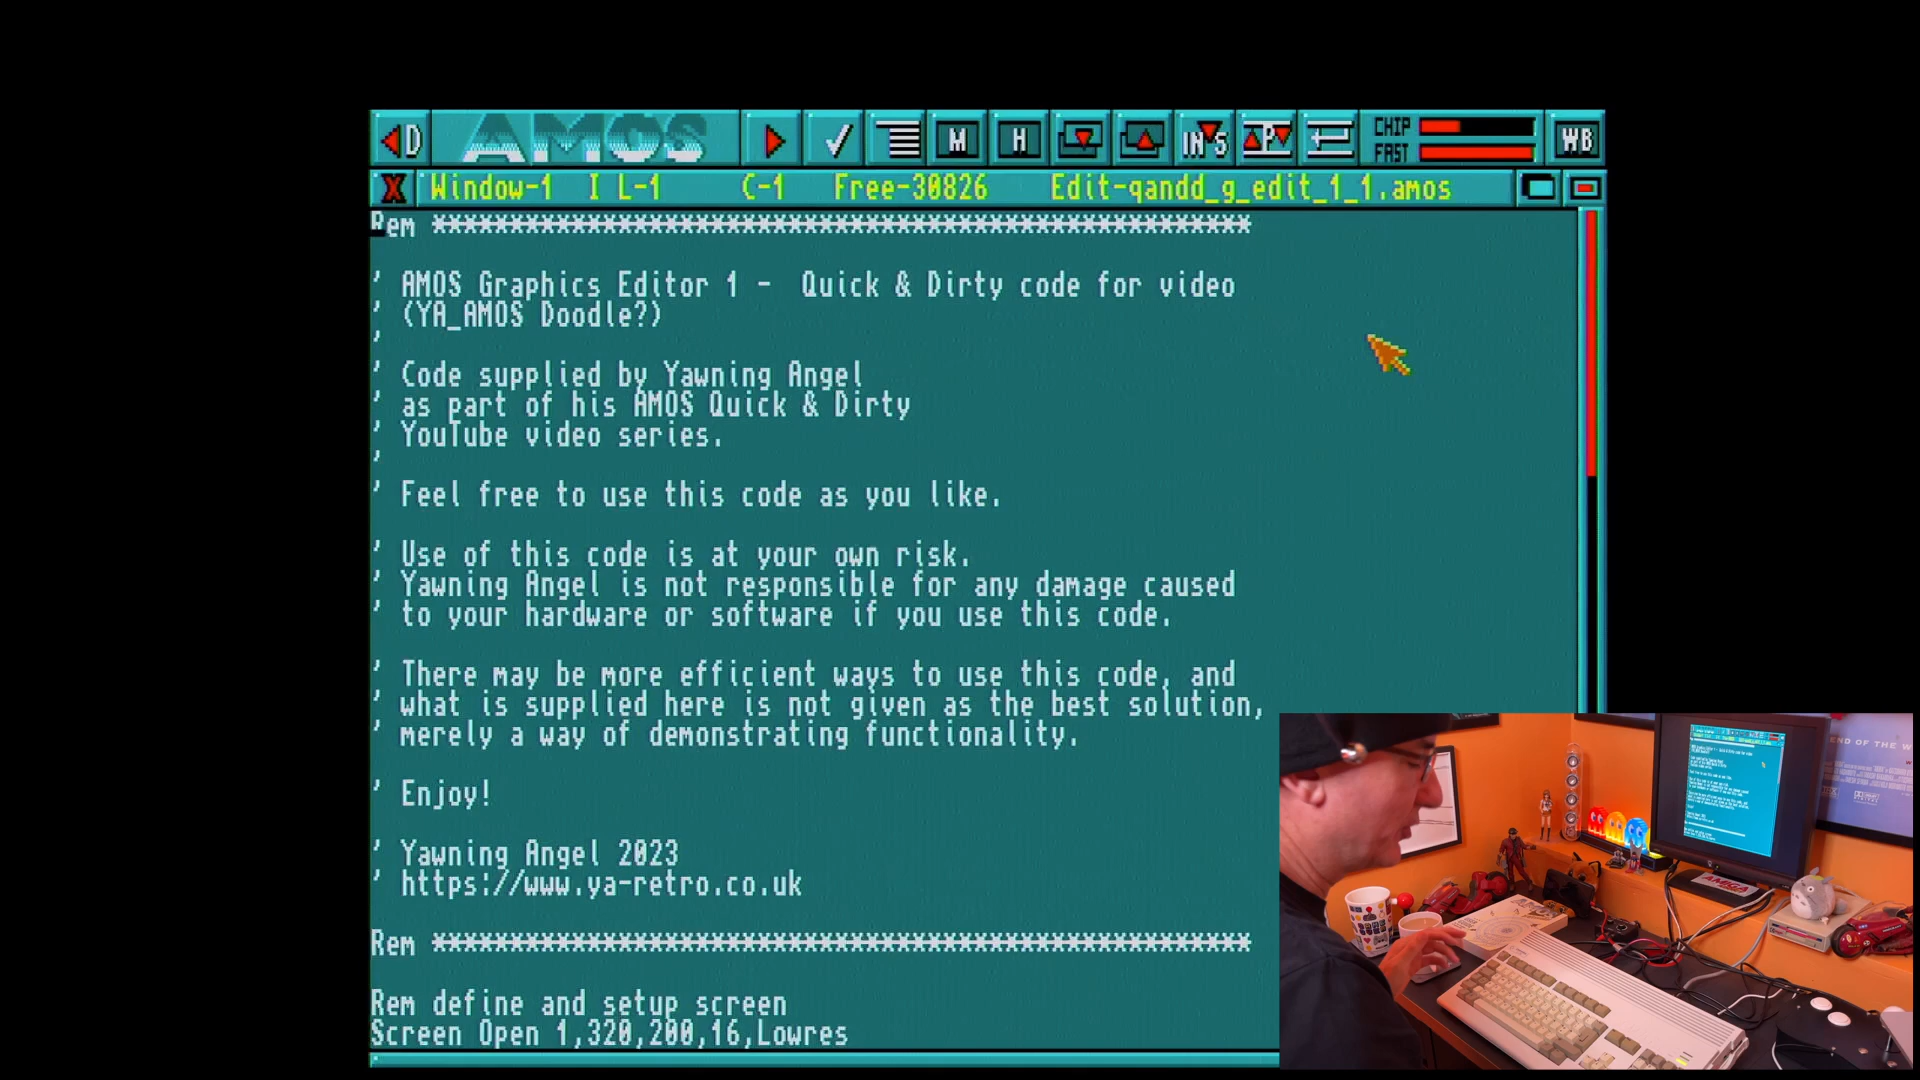 D AMOS M H INS P CHIP FAST WB
X Window-1 I L-1 C-1 Free-30826 Edit-qandd_g_edit_1_1.amos
Rem *****************************************************
' AMOS Graphics Editor 1 -  Quick & Dirty code for video
' (YA_AMOS Doodle?)
'
' Code supplied by Yawning Angel
' as part of his AMOS Quick & Dirty
' YouTube video series.
'
' Feel free to use this code as you like.
' Use of this code is at your own risk.
' Yawning Angel is not responsible for any damage caused
' to your hardware or software if you use this code.
' There may be more efficient ways to use this code, and
' what is supplied here is not given as the best solution,
' merely a way of demonstrating functionality.
' Enjoy!
' Yawning Angel 2023
' https://www.ya-retro.co.uk
Rem *****************************************************
Rem define and setup screen
Screen Open 1,320,200,16,Lowres
END OF THE W
AMIGA